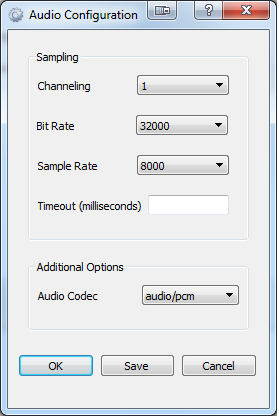 Audio Configuration
?
Sampling
Channeling 1
Bit Rate 32000
Sample Rate 8000
Timeout (milliseconds)
Additional Options
Audio Codec audio/pcm
OK Save Cancel